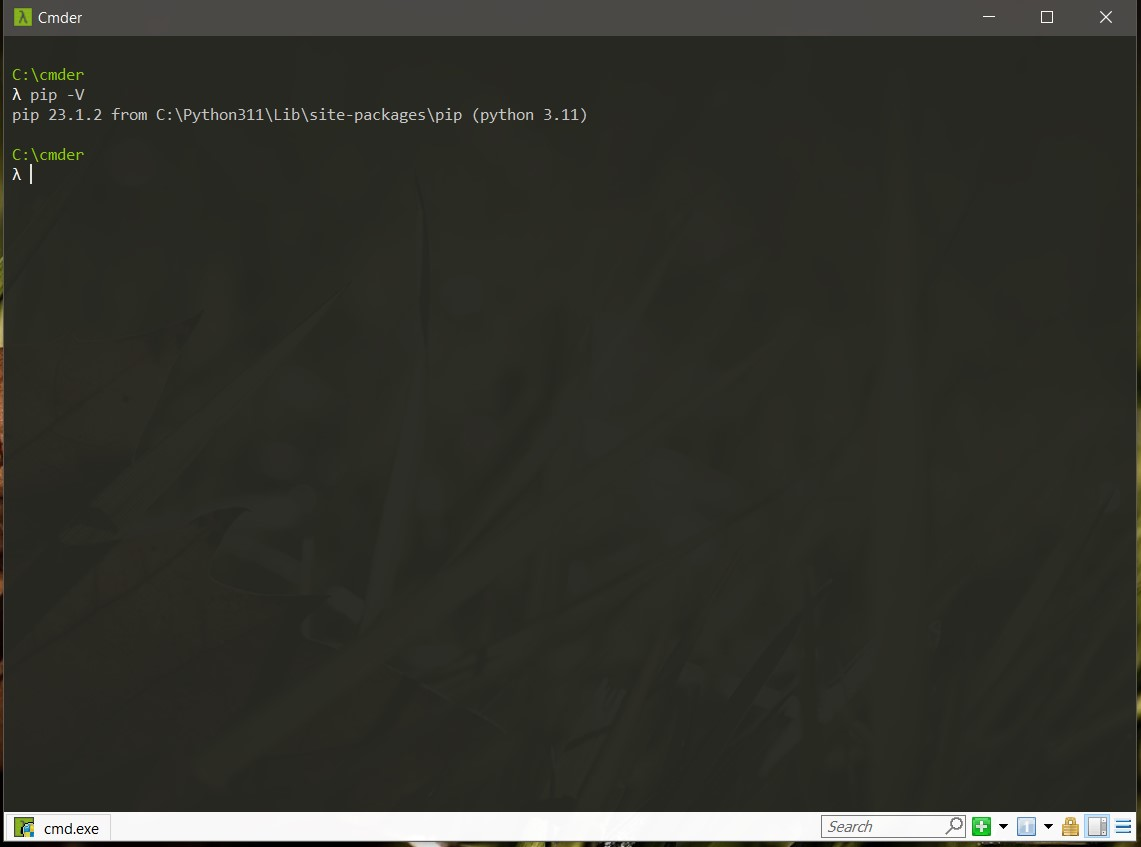 λ Cmder
C:\cmder
λ pip -V
pip 23.1.2 from C:\Python311\Lib\site-packages\pip (python 3.11)
C:\cmder
λ
cmd.exe
Search